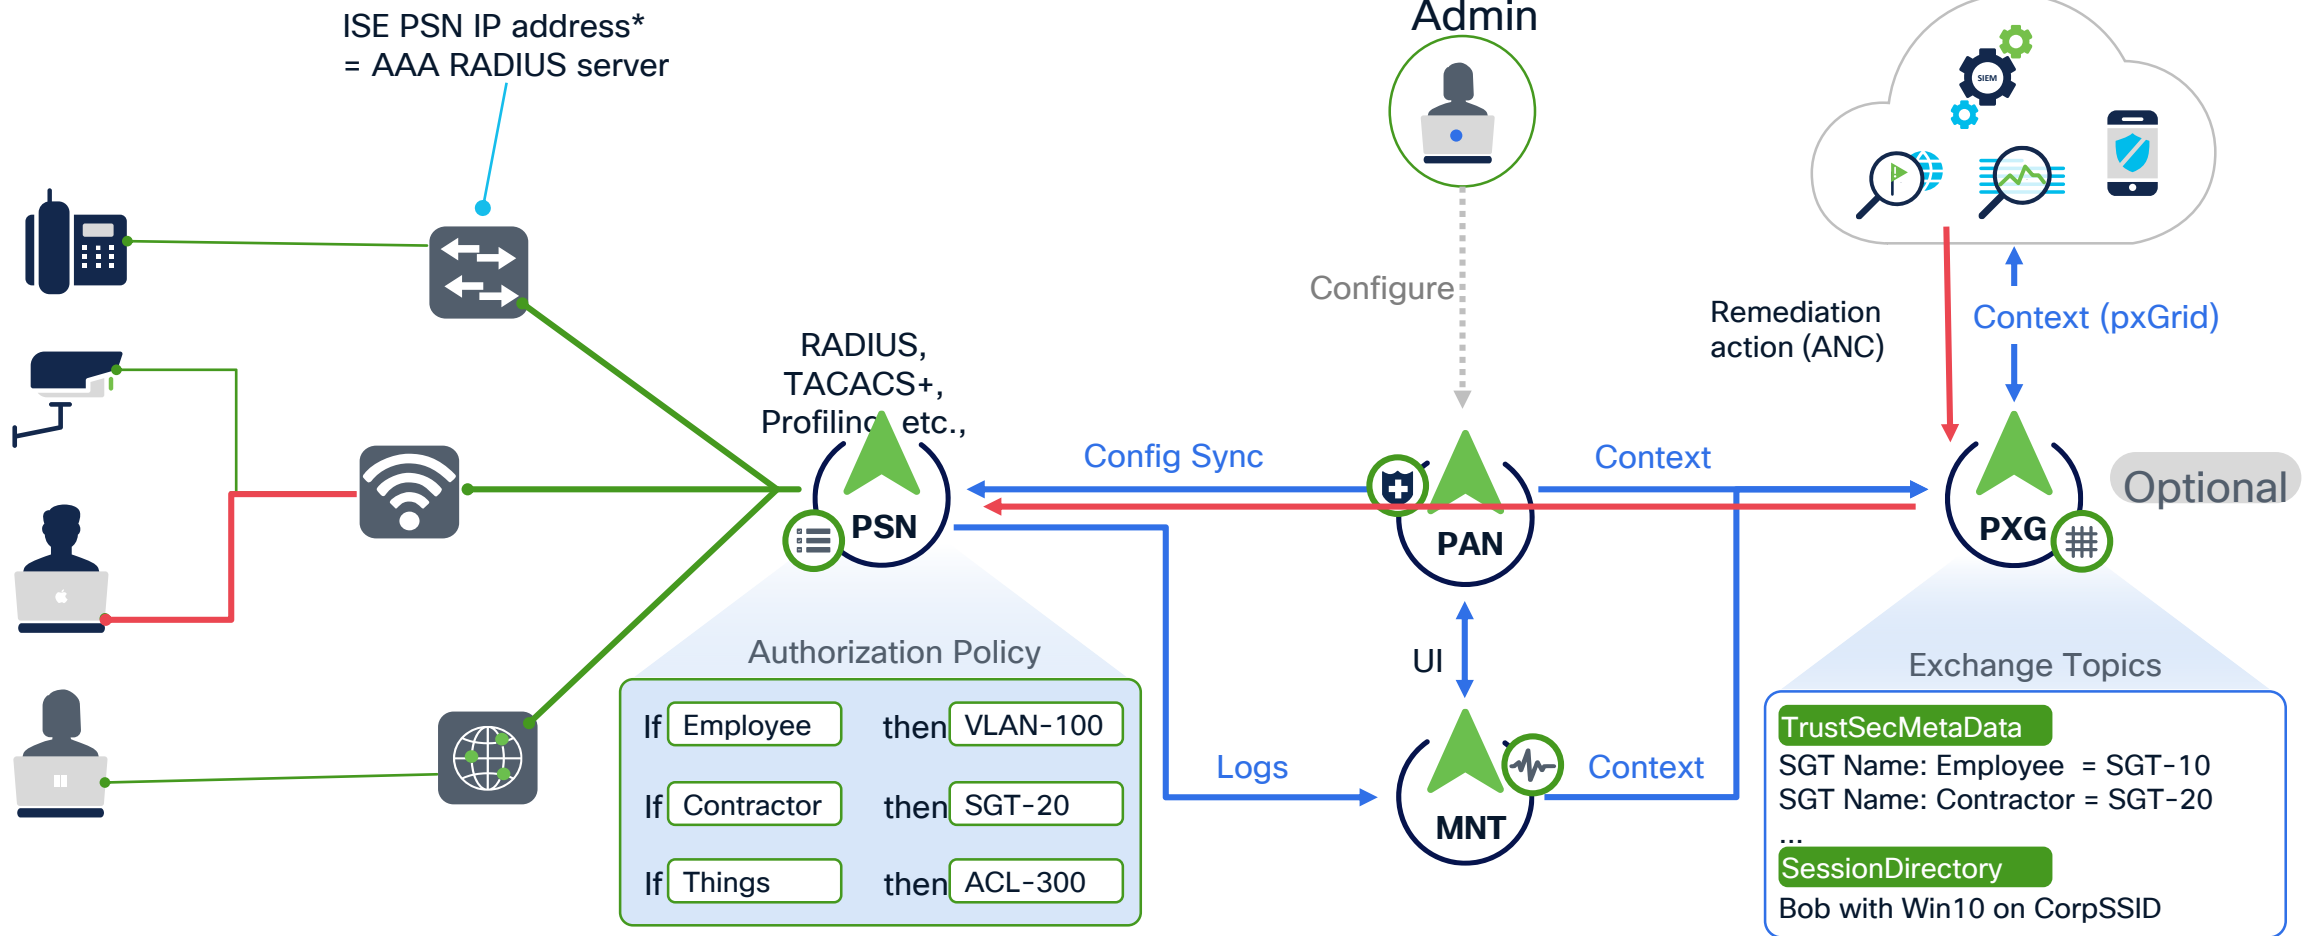 ISE PSN IP address*
= AAA RADIUS server
Admin
SIEM
Configure
Remediation
action (ANC)
Context (pxGrid)
RADIUS,
TACACS+,
Profiling, etc.,
Config Sync
Context
Optional
PSN
PAN
PXG
UI
Logs
Context
MNT
Authorization Policy
If Employee then VLAN-100
If Contractor then SGT-20
If Things then ACL-300
Exchange Topics
TrustSecMetaData
SGT Name: Employee = SGT-10
SGT Name: Contractor = SGT-20
...
SessionDirectory
Bob with Win10 on CorpSSID